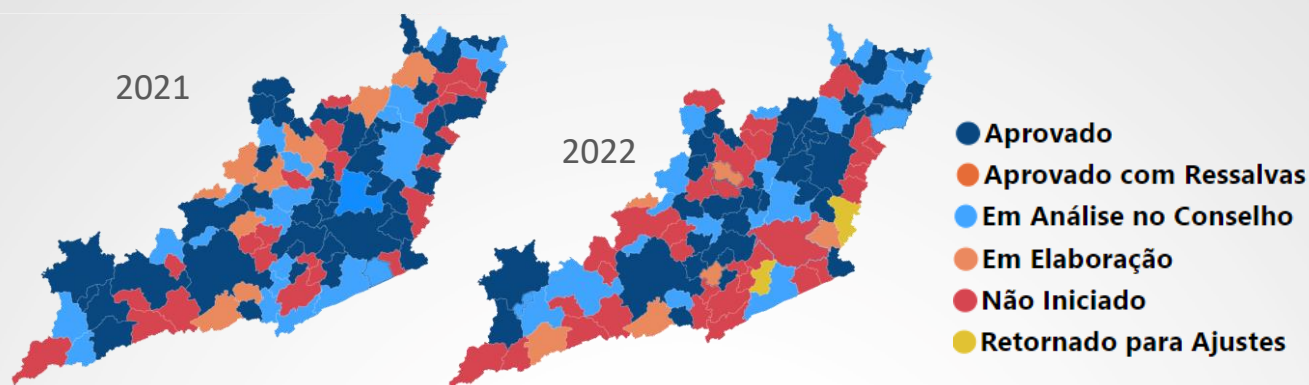 2021
2022
Aprovado
Aprovado com Ressalvas
Em Análise no Conselho
Em Elaboração
Não Iniciado
Retornado para Ajustes